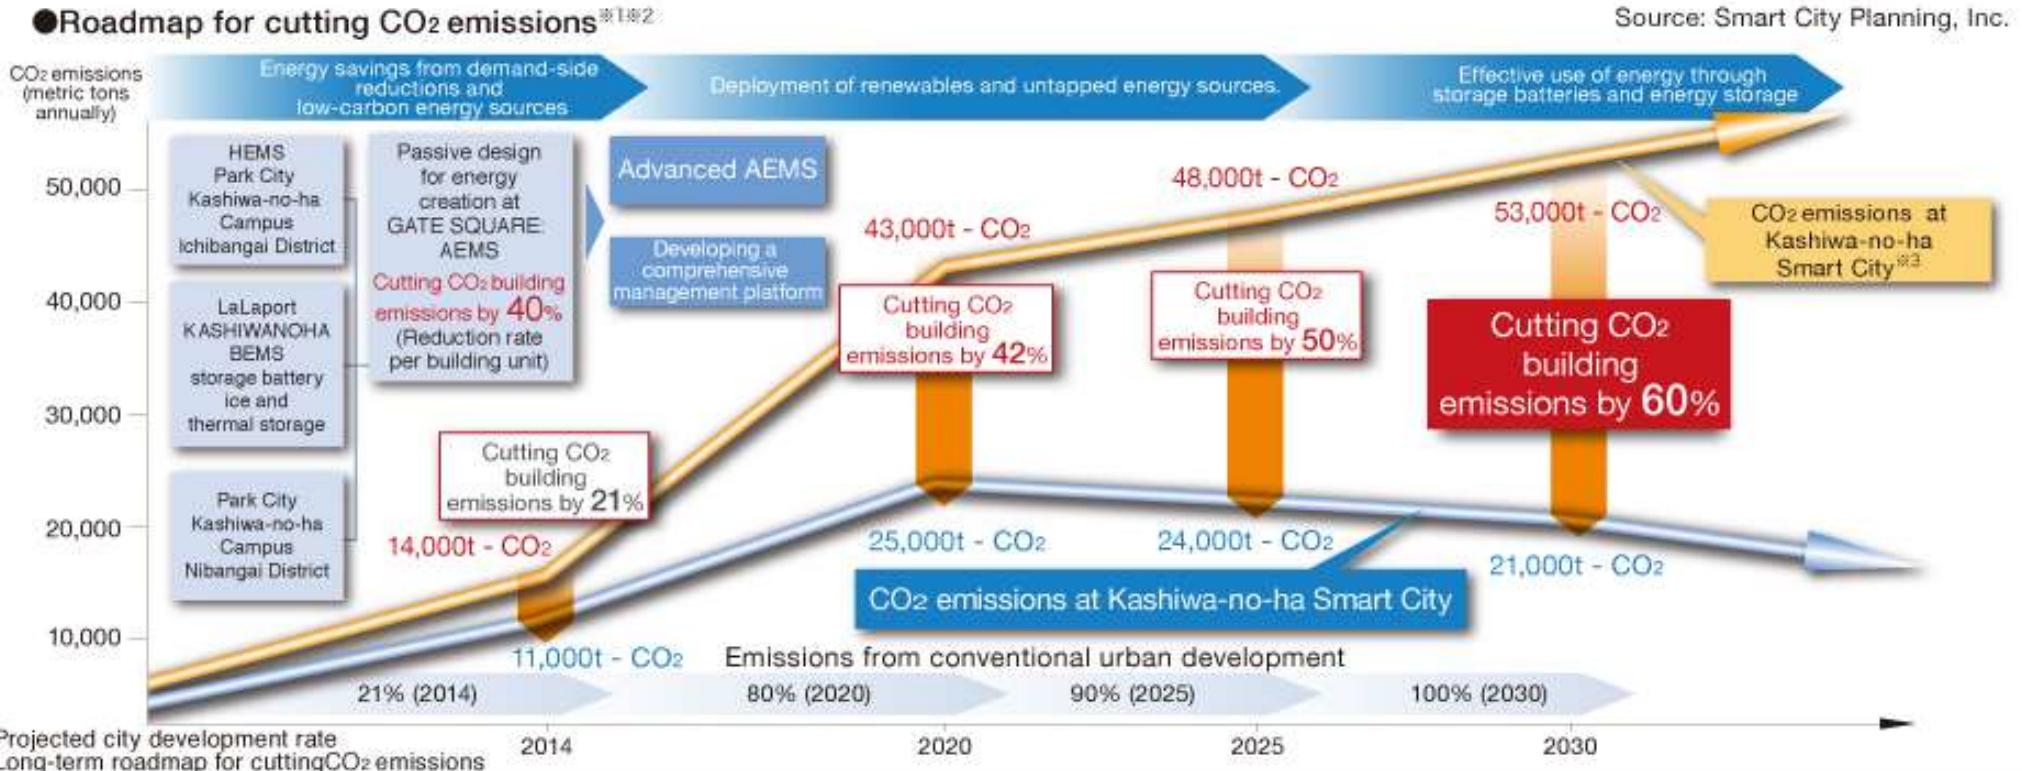 ●Roadmap for cutting CO2 emissions※1※2
Source: Smart City Planning, Inc.
CO2 emissions
(metric tons
annually)
Energy savings from demand-side
reductions and
low-carbon energy sources
Deployment of renewables and untapped energy sources.
Effective use of energy through
storage batteries and energy storage
50,000
40,000
30,000
20,000
10,000
HEMS
Park City
Kashiwa-no-ha
Campus
Ichibangai District
LaLaport
KASHIWANOHA
BEMS
storage battery
ice and
thermal storage
Park City
Kashiwa-no-ha
Campus
Nibangai District
Passive design
for energy
creation at
GATE SQUARE:
AEMS
Cutting CO2 building
emissions by 40%
(Reduction rate
per building unit)
Advanced AEMS
Developing a
comprehensive
management platform
Cutting CO2
building
emissions by 21%
14,000t - CO2
11,000t - CO2
43,000t - CO2
Cutting CO2
building
emissions by 42%
25,000t - CO2
48,000t - CO2
Cutting CO2
building
emissions by 50%
24,000t - CO2
53,000t - CO2
Cutting CO2
building
emissions by 60%
21,000t - CO2
CO2 emissions at
Kashiwa-no-ha
Smart City※3
CO2 emissions at Kashiwa-no-ha Smart City
Emissions from conventional urban development
21% (2014)
80% (2020)
90% (2025)
100% (2030)
2014
2020
2025
2030
Projected city development rate
Long-term roadmap for cuttingCO2 emissions